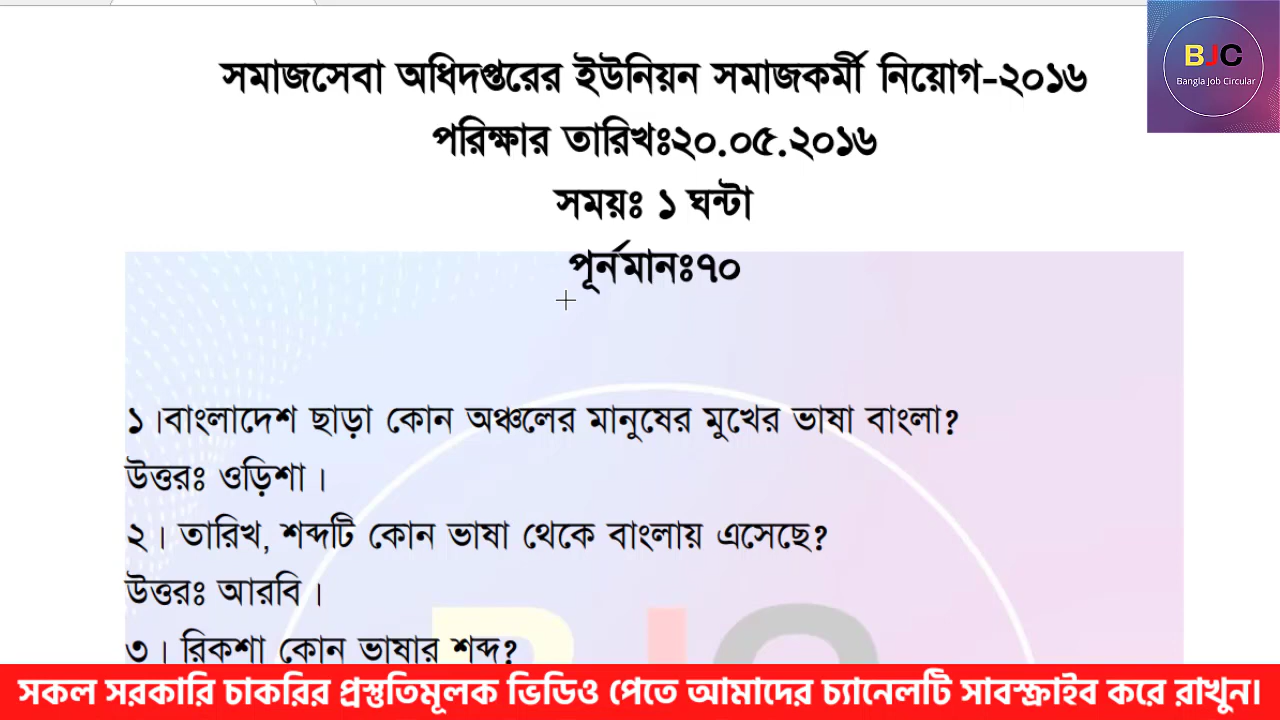 BJC
Bangla Job Circular
সমাজসেবা অধিদপ্তরের ইউনিয়ন সমাজকর্মী নিয়োগ-২০১৬
পরিক্ষার তারিখঃ২০.০৫.২০১৬
সময়ঃ ১ ঘন্টা
পূর্নমানঃ৭০
১।বাংলাদেশ ছাড়া কোন অঞ্চলের মানুষের মুখের ভাষা বাংলা?
উত্তরঃ ওড়িশা।
২। তারিখ, শব্দটি কোন ভাষা থেকে বাংলায় এসেছে?
উত্তরঃ আরবি।
৩। রিকশা কোন ভাষার শব্দ?
সকল সরকারি চাকরির প্রস্তুতিমূলক ভিডিও পেতে আমাদের চ্যানেলটি সাবস্ক্রাইব করে রাখুন।